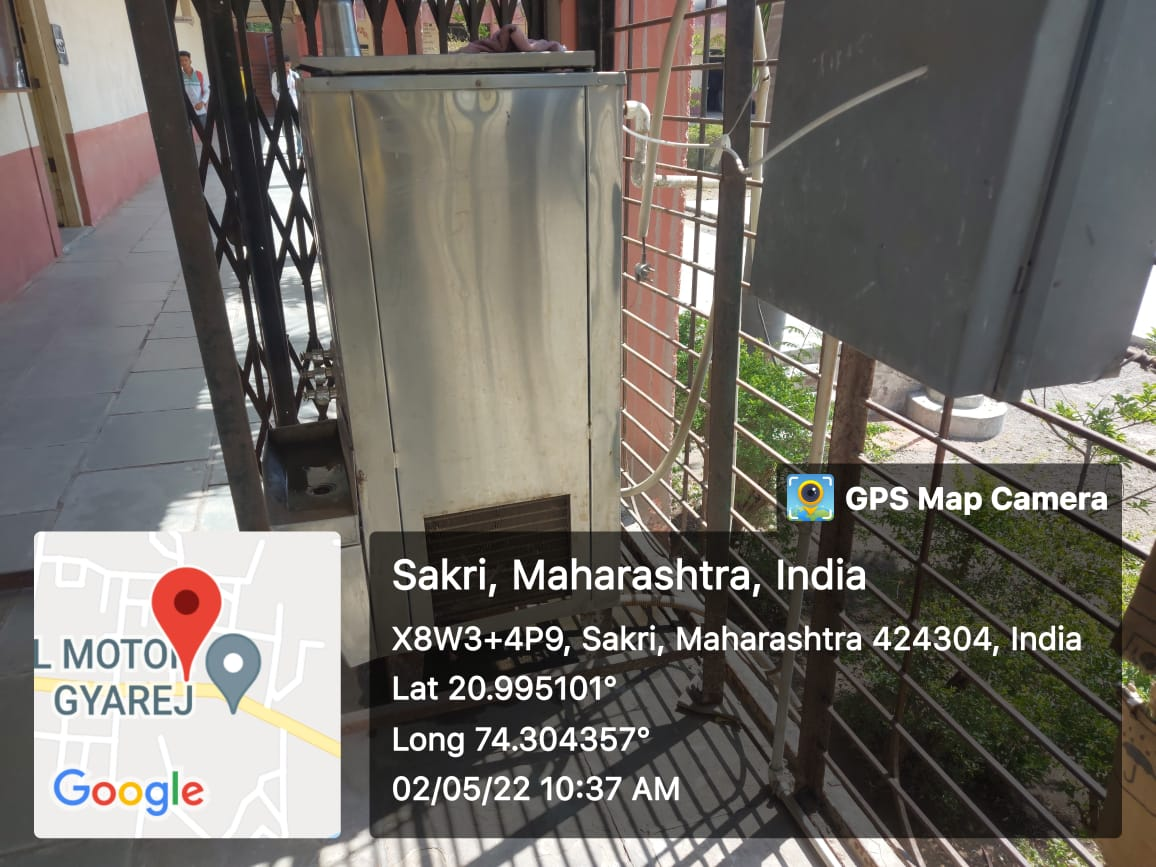 GPS Map Camera
Sakri, Maharashtra, India
X8W3+4P9, Sakri, Maharashtra 424304, India
Lat 20.995101°
Long 74.304357°
02/05/22 10:37 AM
L MOTO
GYAREJ
Google